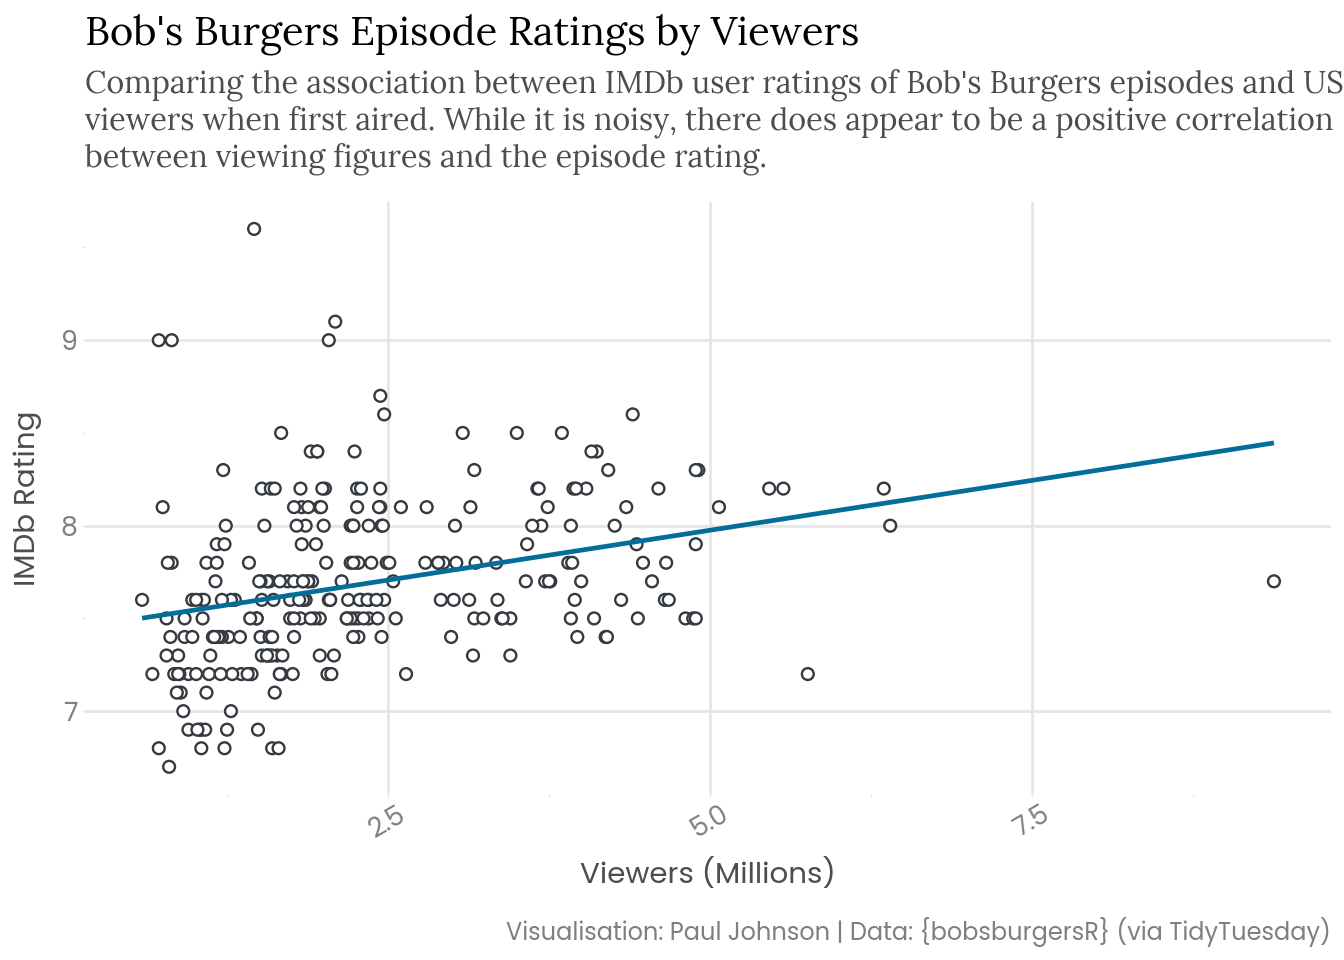 Bob's Burgers Episode Ratings by Viewers
Comparing the association between IMDb user ratings of Bob's Burgers episodes and US
viewers when first aired. While it is noisy, there does appear to be a positive correlation
between viewing figures and the episode rating.
9
8
7
IMDb Rating
2.5
5.0
7.5
Viewers (Millions)
Visualisation: Paul Johnson | Data: {bobsburgersR} (via TidyTuesday)